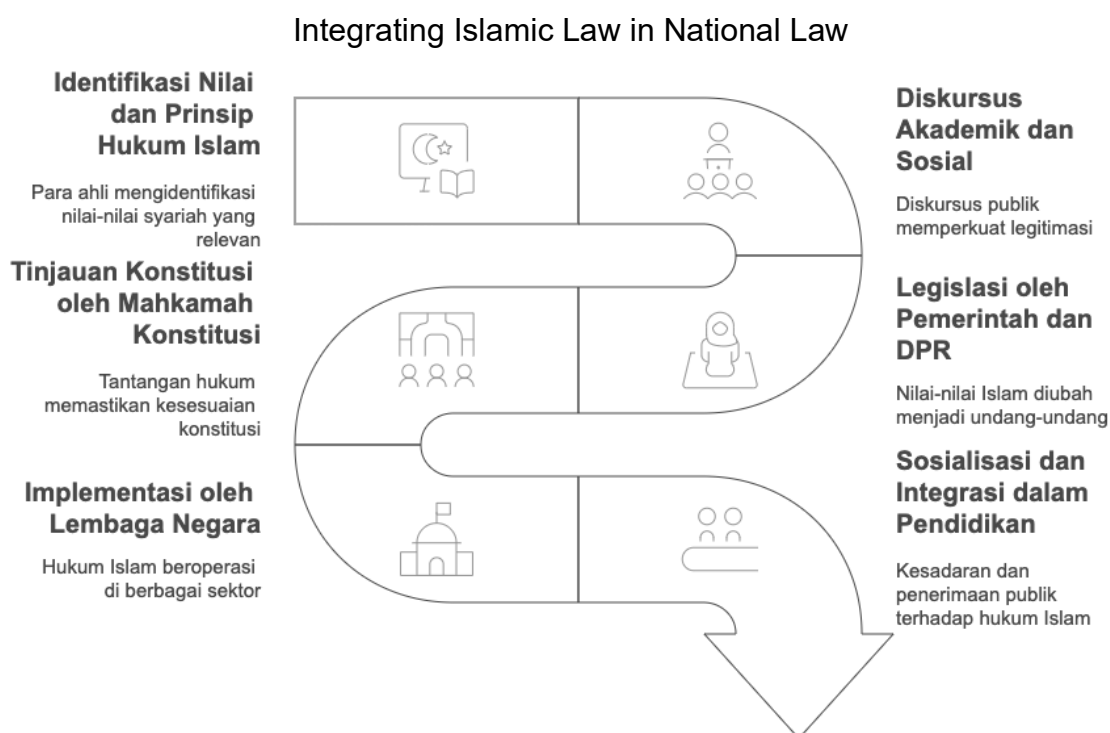 Integrating Islamic Law in National Law
Identifikasi Nilai
dan Prinsip
Hukum Islam
Para ahli mengidentifikasi
nilai-nilai syariah yang
relevan
Diskursus
Akademik dan
Sosial
Diskursus publik
memperkuat legitimasi
Legislasi oleh
Pemerintah dan
DPR
Nilai-nilai Islam diubah
menjadi undang-undang
Tinjauan Konstitusi
oleh Mahkamah
Konstitusi
Tantangan hukum
memastikan kesesuaian
konstitusi
Implementasi oleh
Lembaga Negara
Hukum Islam beroperasi
di berbagai sektor
Sosialisasi dan
Integrasi dalam
Pendidikan
Kesadaran dan
penerimaan publik
terhadap hukum Islam